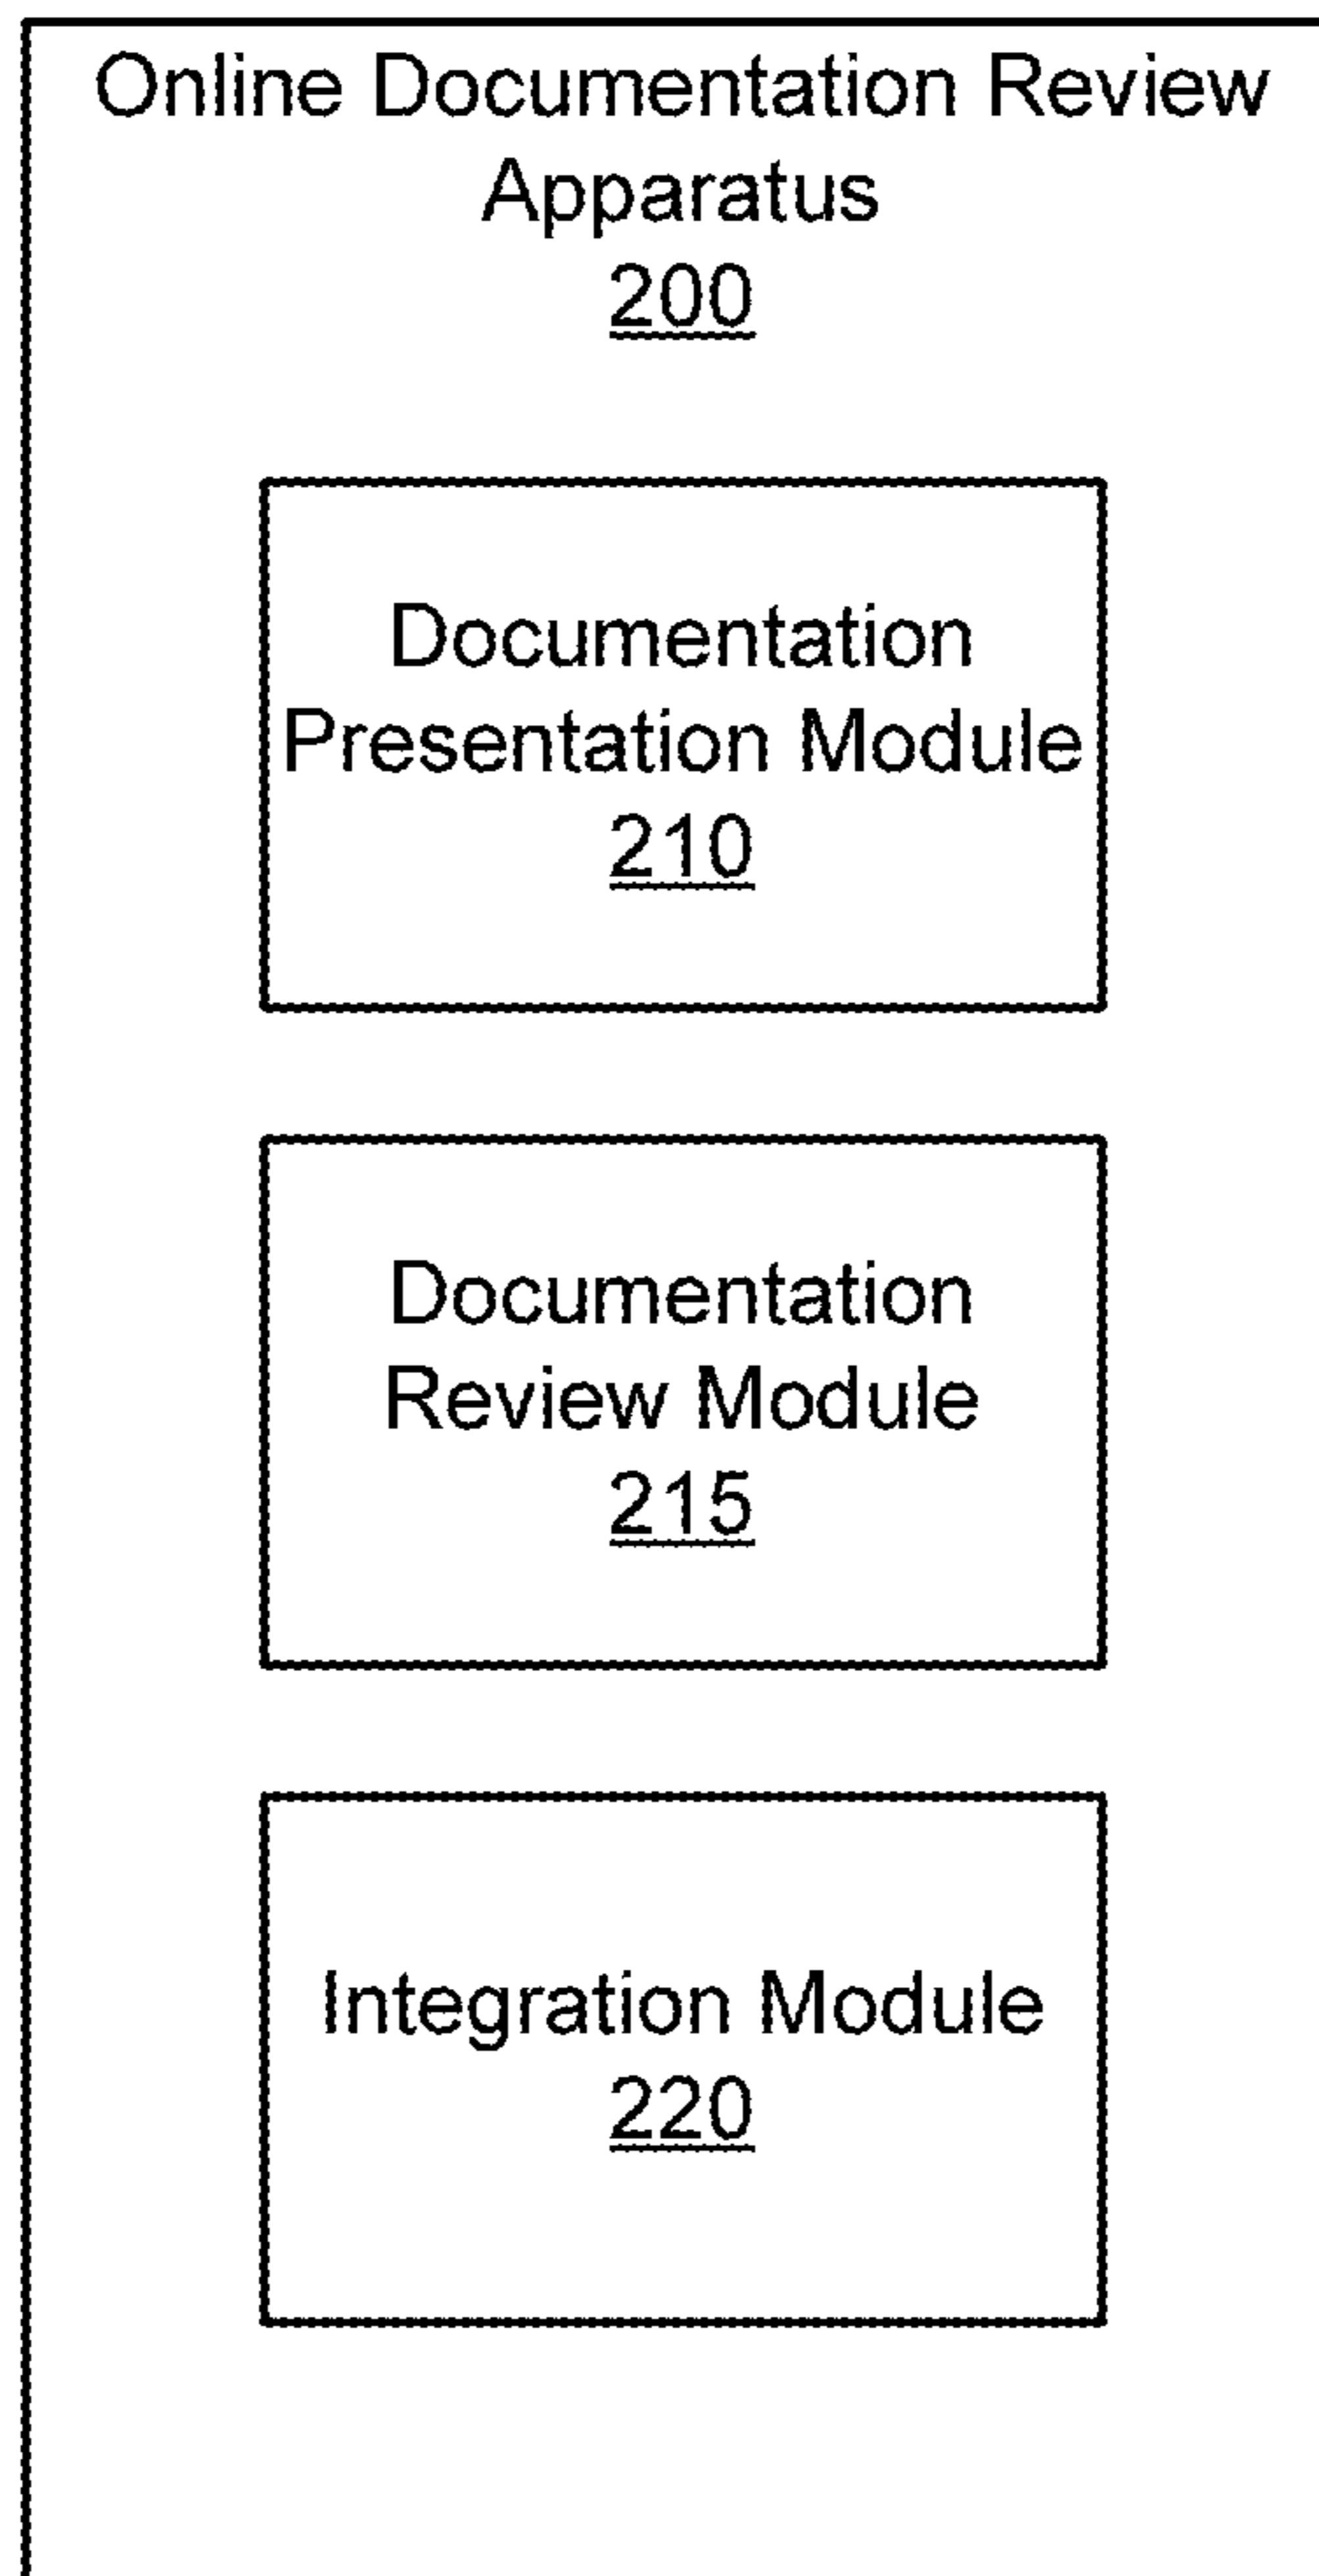 Online Documentation Review
Apparatus
200
Documentation
Presentation Module
210
Documentation
Review Module
215
Integration Module
220